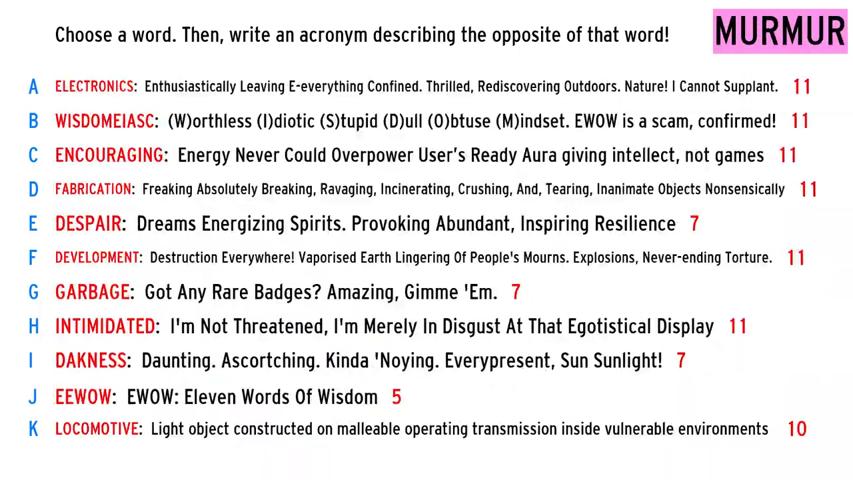 Choose a word. Then, write an acronym describing the opposite of that word!
MURMUR
A ELECTRONICS: Enthusiastically Leaving E-everything Confined. Thrilled, Rediscovering Outdoors. Nature! I Cannot Supplant. 11
B WISDOMEIASC: (W)orthless (I)diotic (S)tupid (D)ull (O)btuse (M)indset. EWOW is a scam, confirmed! 11
C ENCOURAGING: Energy Never Could Overpower User's Ready Aura giving intellect, not games 11
D FABRICATION: Freaking Absolutely Breaking, Ravaging, Incinerating, Crushing, And, Tearing, Inanimate Objects Nonsensically 11
E DESPAIR: Dreams Energizing Spirits. Provoking Abundant, Inspiring Resilience 7
F DEVELOPMENT: Destruction Everywhere! Vaporised Earth Lingering Of People's Mourns. Explosions, Never-ending Torture. 11
G GARBAGE: Got Any Rare Badges? Amazing, Gimme 'Em. 7
H INTIMIDATED: I'm Not Threatened, I'm Merely In Disgust At That Egotistical Display 11
I DAKNESS: Daunting. Ascortching. Kinda 'Noying. Everypresent, Sun Sunlight! 7
J EEWOW: EWOW: Eleven Words Of Wisdom 5
K LOCOMOTIVE: Light object constructed on malleable operating transmission inside vulnerable environments 10